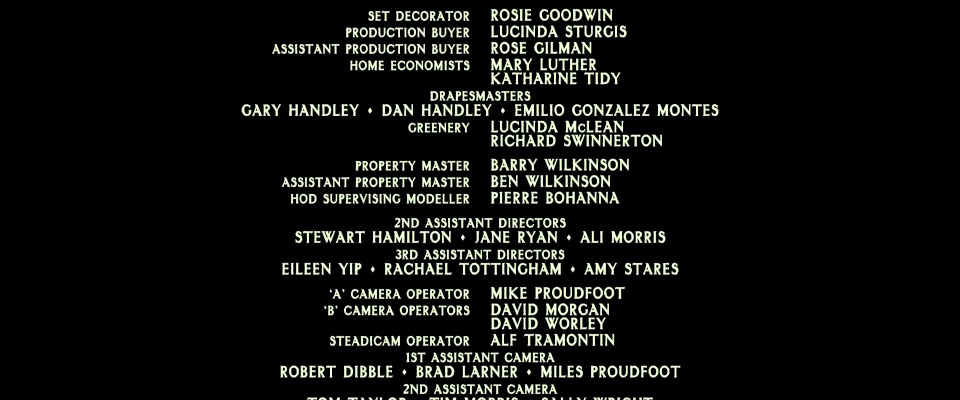 SET DECORATOR ROSIE GOODWIN
PRODUCTION BUYER LUCINDA STURGIS
ASSISTANT PRODUCTION BUYER ROSE GILMAN
HOME ECONOMISTS MARY LUTHER
KATHARINE TIDY
DRAPESMASTERS
GARY HANDLEY • DAN HANDLEY • EMILIO GONZALEZ MONTES
GREENERY LUCINDA McLEAN
RICHARD SWINNERTON
PROPERTY MASTER BARRY WILKINSON
ASSISTANT PROPERTY MASTER BEN WILKINSON
HOD SUPERVISING MODELLER PIERRE BOHANNA
2ND ASSISTANT DIRECTORS
STEWART HAMILTON • JANE RYAN • ALI MORRIS
3RD ASSISTANT DIRECTORS
EILEEN YIP • RACHAEL TOTTINGHAM • AMY STARES
'A' CAMERA OPERATOR MIKE PROUDFOOT
'B' CAMERA OPERATORS DAVID MORGAN
DAVID WORLEY
STEADICAM OPERATOR ALF TRAMONTIN
1ST ASSISTANT CAMERA
ROBERT DIBBLE • BRAD LARNER • MILES PROUDFOOT
2ND ASSISTANT CAMERA